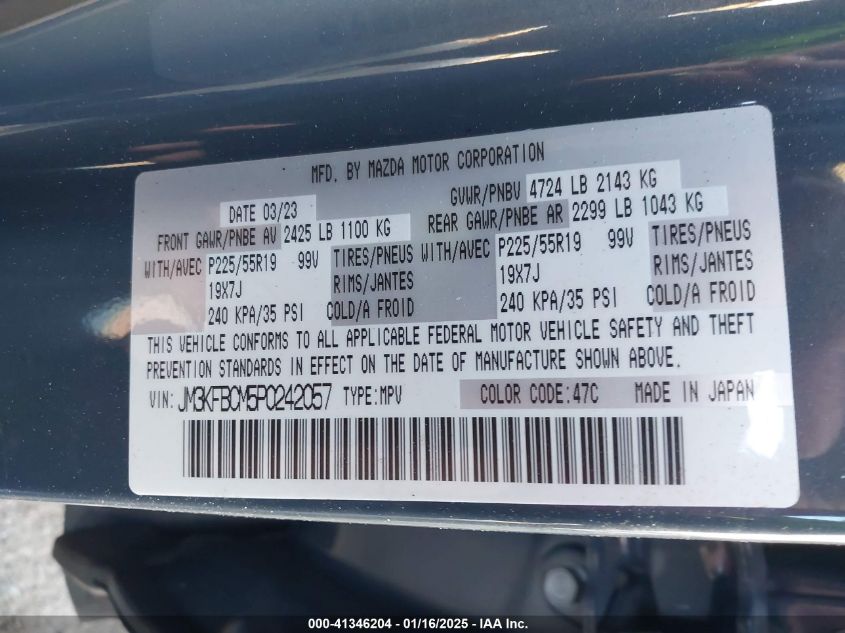 MFD. BY MAZDA MOTOR CORPORATION
DATE 03/23 GVWR/PNBV 4724 LB 2143 KG
FRONT GAWR/PNBE AV 2425 LB 1100 KG REAR GAWR/PNBE AR 2299 LB 1043 KG
WITH/AVEC P225/55R19 99V TIRES/PNEUS WITH/AVEC P225/55R19 99V TIRES/PNEUS
19X7J RIMS/JANTES 19X7J RIMS/JANTES
240 KPA/35 PSI COLD/A FROID 240 KPA/35 PSI COLD/A FROID
THIS VEHICLE CONFORMS TO ALL APPLICABLE FEDERAL MOTOR VEHICLE SAFETY AND THEFT
PREVENTION STANDARDS IN EFFECT ON THE DATE OF MANUFACTURE SHOWN ABOVE.
VIN: JM3KFBCM5P0242057 TYPE:MPV COLOR CODE:47C MADE IN JAPAN
000-41346204 - 01/16/2025 - IAA Inc.